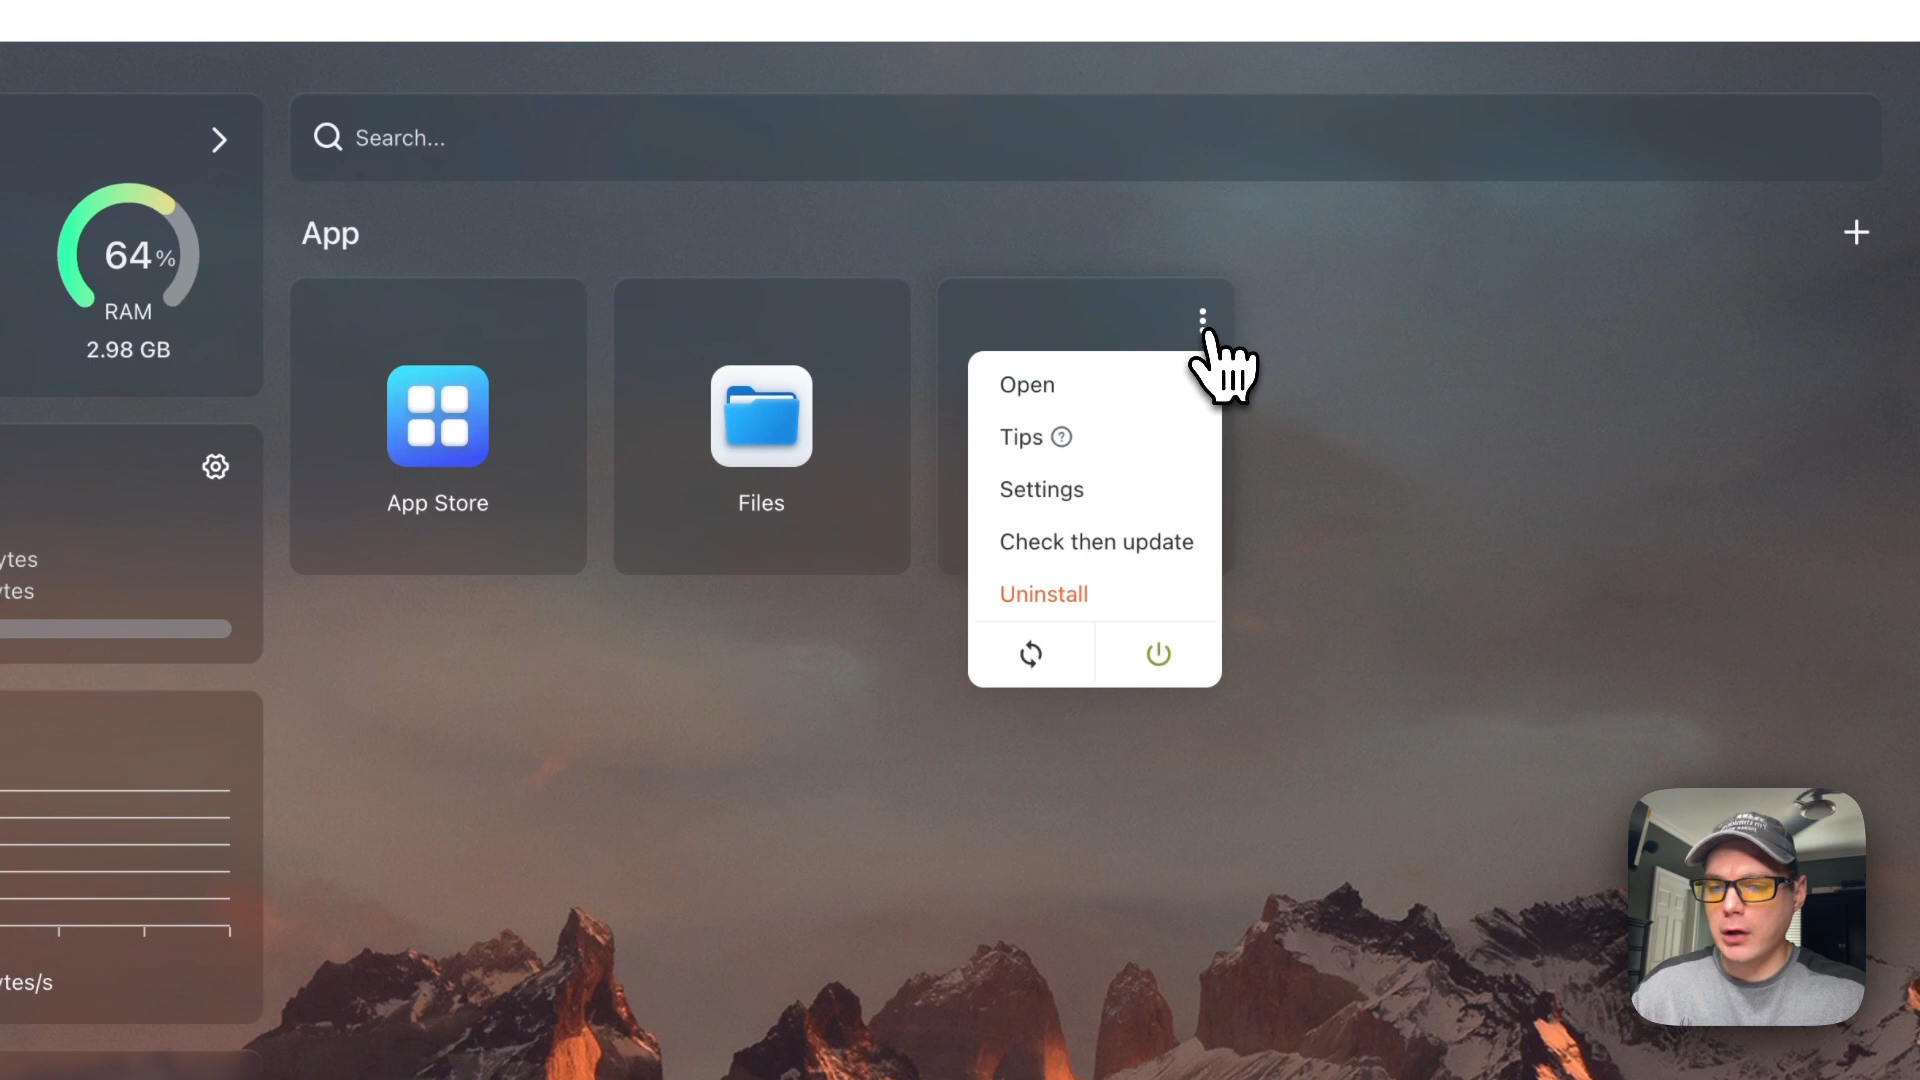 Search...
App
64%
RAM
2.98 GB
App Store
Files
Open
Tips ?
Settings
Check then update
Uninstall
ytes
ytes
tes/s